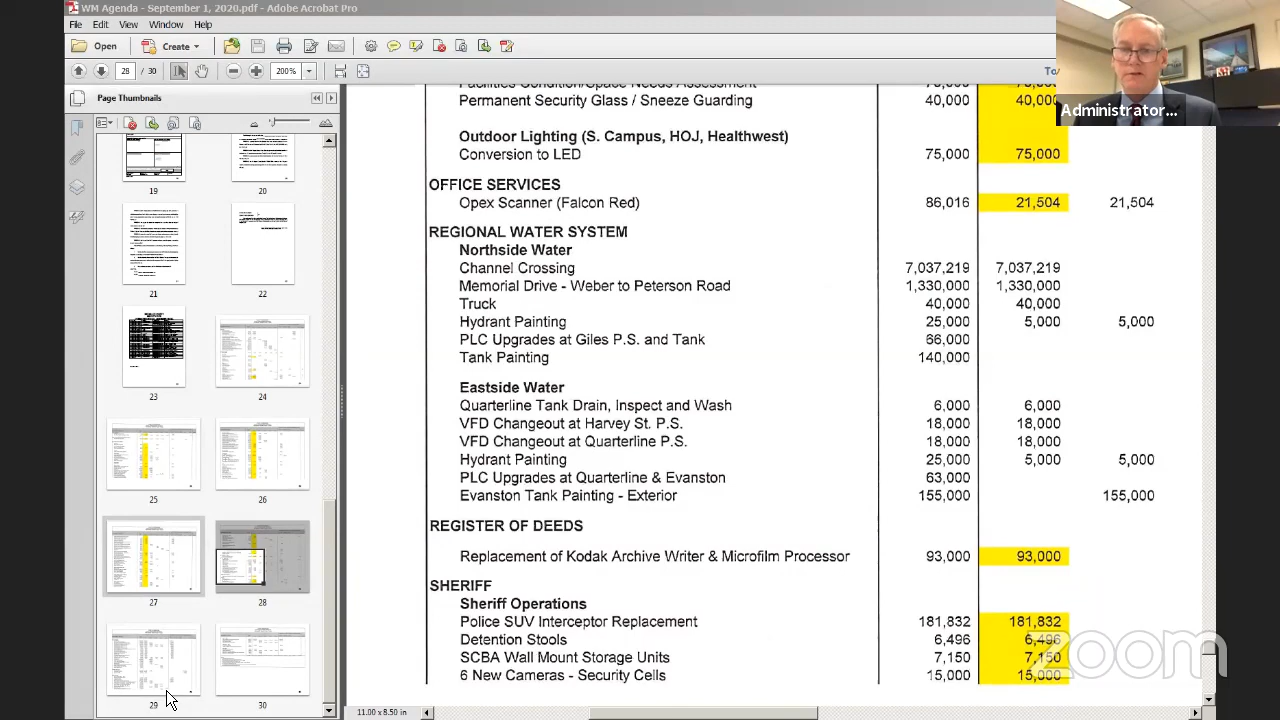 WM Agenda - September 1, 2020.pdf - Adobe Acrobat Pro
File Edit View Window Help
Open Create
28 / 30 200%
Page Thumbnails
19 20
21 22
23 24
25 26
27 28
29 30
Permanent Security Glass / Sneeze Guarding 40,000 40,000
Outdoor Lighting (S. Campus, HOJ, Healthwest)
Conversion to LED 75,000 75,000
OFFICE SERVICES
Opex Scanner (Falcon Red) 86,016 21,504 21,504
REGIONAL WATER SYSTEM
Northside Water
Channel Crossing 7,037,219 7,037,219
Memorial Drive - Weber to Peterson Road 1,330,000 1,330,000
Truck 40,000 40,000
Hydrant Painting 25,000 5,000 5,000
PLC Upgrades at Giles P.S. and Tank 66,000
Tank Painting 140,000
Eastside Water
Quarterline Tank Drain, Inspect and Wash 6,000 6,000
VFD Changeout at Harvey St. P.S. 18,000 18,000
VFD Changeout at Quarterline P.S. 18,000 18,000
Hydrant Painting 25,000 5,000 5,000
PLC Upgrades at Quarterline & Evanston 63,000
Evanston Tank Painting - Exterior 155,000 155,000
REGISTER OF DEEDS
Replacement of Kodak Archive Writer & Microfilm Processor 93,000 93,000
SHERIFF
Sheriff Operations
Police SUV Interceptor Replacement 181,832 181,832
Detention Stools 6,496 6,496
SCBA Wall Mount Storage Units 7,150 7,150
6 New Cameras - Security Cells 15,000 15,000
11.00 x 8.50 in
Administrator...
zoom